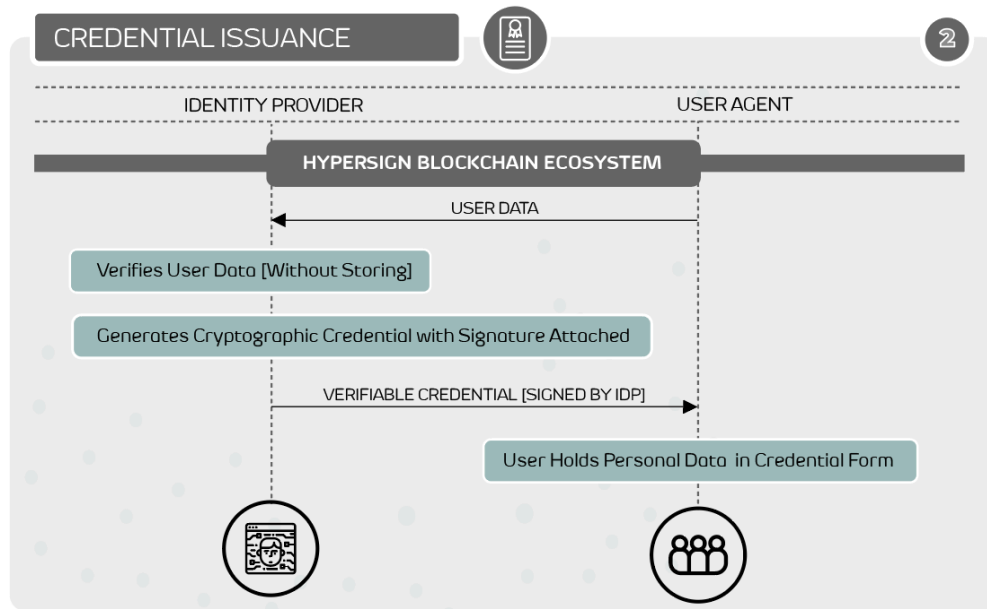 CREDENTIAL ISSUANCE
2
IDENTITY PROVIDER
USER AGENT
HYPERSIGN BLOCKCHAIN ECOSYSTEM
USER DATA
Verifies User Data [Without Storing]
Generates Cryptographic Credential with Signature Attached
VERIFIABLE CREDENTIAL [SIGNED BY IDP]
User Holds Personal Data in Credential Form